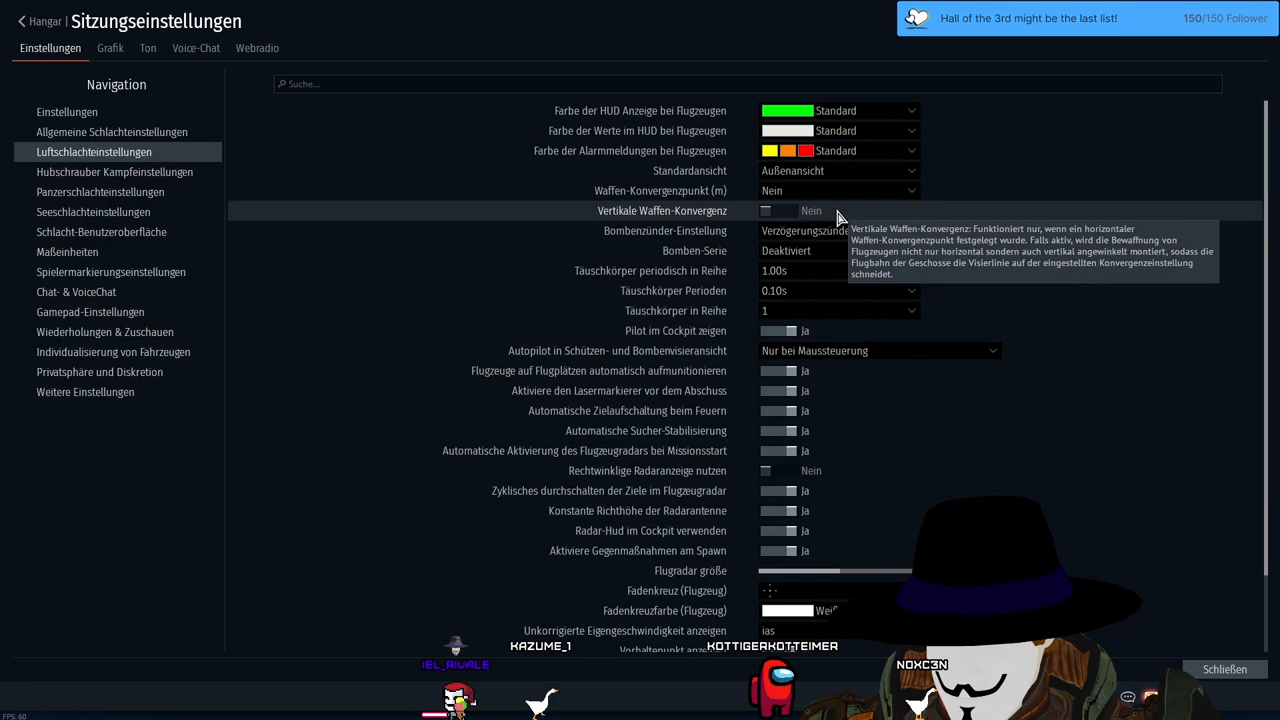 Hangar | Sitzungseinstellungen
Hall of the 3rd might be the last list! 150/150 Follower
Einstellungen Grafik Ton Voice-Chat Webradio
Navigation
Suche...
Einstellungen
Allgemeine Schlachteinstellungen
Luftschlachteinstellungen
Hubschrauber Kampfeinstellungen
Panzerschlachteinstellungen
Seeschlachteinstellungen
Schlacht-Benutzeroberfläche
Maßeinheiten
Spielermarkierungseinstellungen
Chat- & VoiceChat
Gamepad-Einstellungen
Wiederholungen & Zuschauen
Individualisierung von Fahrzeugen
Privatsphäre und Direktion
Weitere Einstellungen
Farbe der HUD Anzeige bei Flugzeugen Standard
Farbe der Werte im HUD bei Flugzeugen Standard
Farbe der Alarmmeldungen bei Flugzeugen Standard
Standardansicht Außenansicht
Waffen-Konvergenzpunkt (m) Nein
Vertikale Waffen-Konvergenz Nein
Bombenzünder-Einstellung Verzögerungszünde
Bomben-Serie Deaktiviert
Täuschkörper periodisch in Reihe 1.00s
Täuschkörper Perioden 0.10s
Täuschkörper in Reihe 1
Pilot im Cockpit zeigen Ja
Autopilot in Schützen- und Bombenvisieransicht Nur bei Maussteuerung
Flugzeuge auf Flugplätzen automatisch aufmunitionieren Ja
Aktiviere den Lasermarkierer vor dem Abschuss Ja
Automatische Zielaufschaltung beim Feuern Ja
Automatische Sucher-Stabilisierung Ja
Automatische Aktivierung des Flugzeugradars bei Missionsstart Ja
Rechtwinklige Radaranzeige nutzen Nein
Zyklisches durchschalten der Ziele im Flugzeugradar Ja
Konstante Richthöhe der Radarantenne Ja
Radar-Hud im Cockpit verwenden Ja
Aktiviere Gegenmaßnahmen am Spawn Ja
Flugradar größe
Fadenkreuz (Flugzeug)
Fadenkreuzfarbe (Flugzeug)
Unkorrigierte Eigengeschwindigkeit anzeigen ias
Vertikale Waffen-Konvergenz: Funktioniert nur, wenn ein horizontaler
Waffen-Konvergenzpunkt festgelegt wurde. Falls aktiv, wird die Bewaffnung von
Flugzeugen nicht nur horizontal sondern auch vertikal angewinkelt montiert, sodass die
Flugbahn der Geschosse die Visierlinie auf der eingestellten Konvergenzeinstellung
schneidet.
IEL_RIVALE
KAZUME_1
KOTTIGERKOTTEIMER
NOXC3N
Schließen
FPS: 60